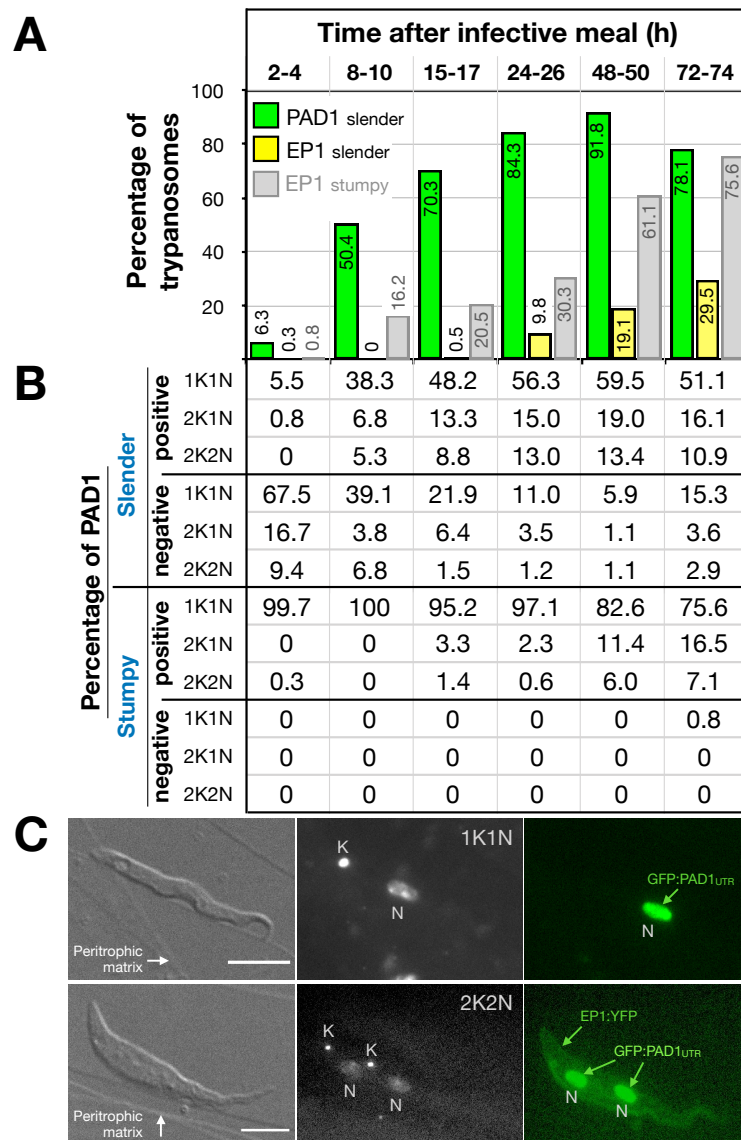 A
Time after infective meal (h)
2-4 8-10 15-17 24-26 48-50 72-74
Percentage of
trypanosomes
100
80
60
40
20
PAD1 slender
EP1 slender
EP1 stumpy
6.3 0.3 0.8 50.4 0 16.2 70.3 0.5 20.5 84.3 9.8 30.3 91.8 19.1 61.1 78.1 29.5 75.6
B
Percentage of PAD1
Slender
positive
1K1N 5.5 38.3 48.2 56.3 59.5 51.1
2K1N 0.8 6.8 13.3 15.0 19.0 16.1
2K2N 0 5.3 8.8 13.0 13.4 10.9
negative
1K1N 67.5 39.1 21.9 11.0 5.9 15.3
2K1N 16.7 3.8 6.4 3.5 1.1 3.6
2K2N 9.4 6.8 1.5 1.2 1.1 2.9
Stumpy
positive
1K1N 99.7 100 95.2 97.1 82.6 75.6
2K1N 0 0 3.3 2.3 11.4 16.5
2K2N 0.3 0 1.4 0.6 6.0 7.1
negative
1K1N 0 0 0 0 0 0.8
2K1N 0 0 0 0 0 0
2K2N 0 0 0 0 0 0
C
Peritrophic
matrix
1K1N
K
N
GFP:PAD1UTR
N
Peritrophic
matrix
2K2N
K
K
N
N
EP1:YFP
GFP:PAD1UTR
N
N